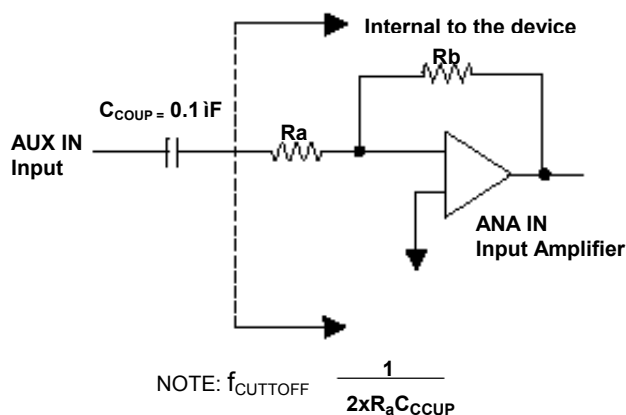 Internal to the device
Rb
CCOUP = 0.1 ìF
Ra
AUX IN
Input
ANA IN
Input Amplifier
NOTE: fCUTTOFF 1
2xRaCCCUP